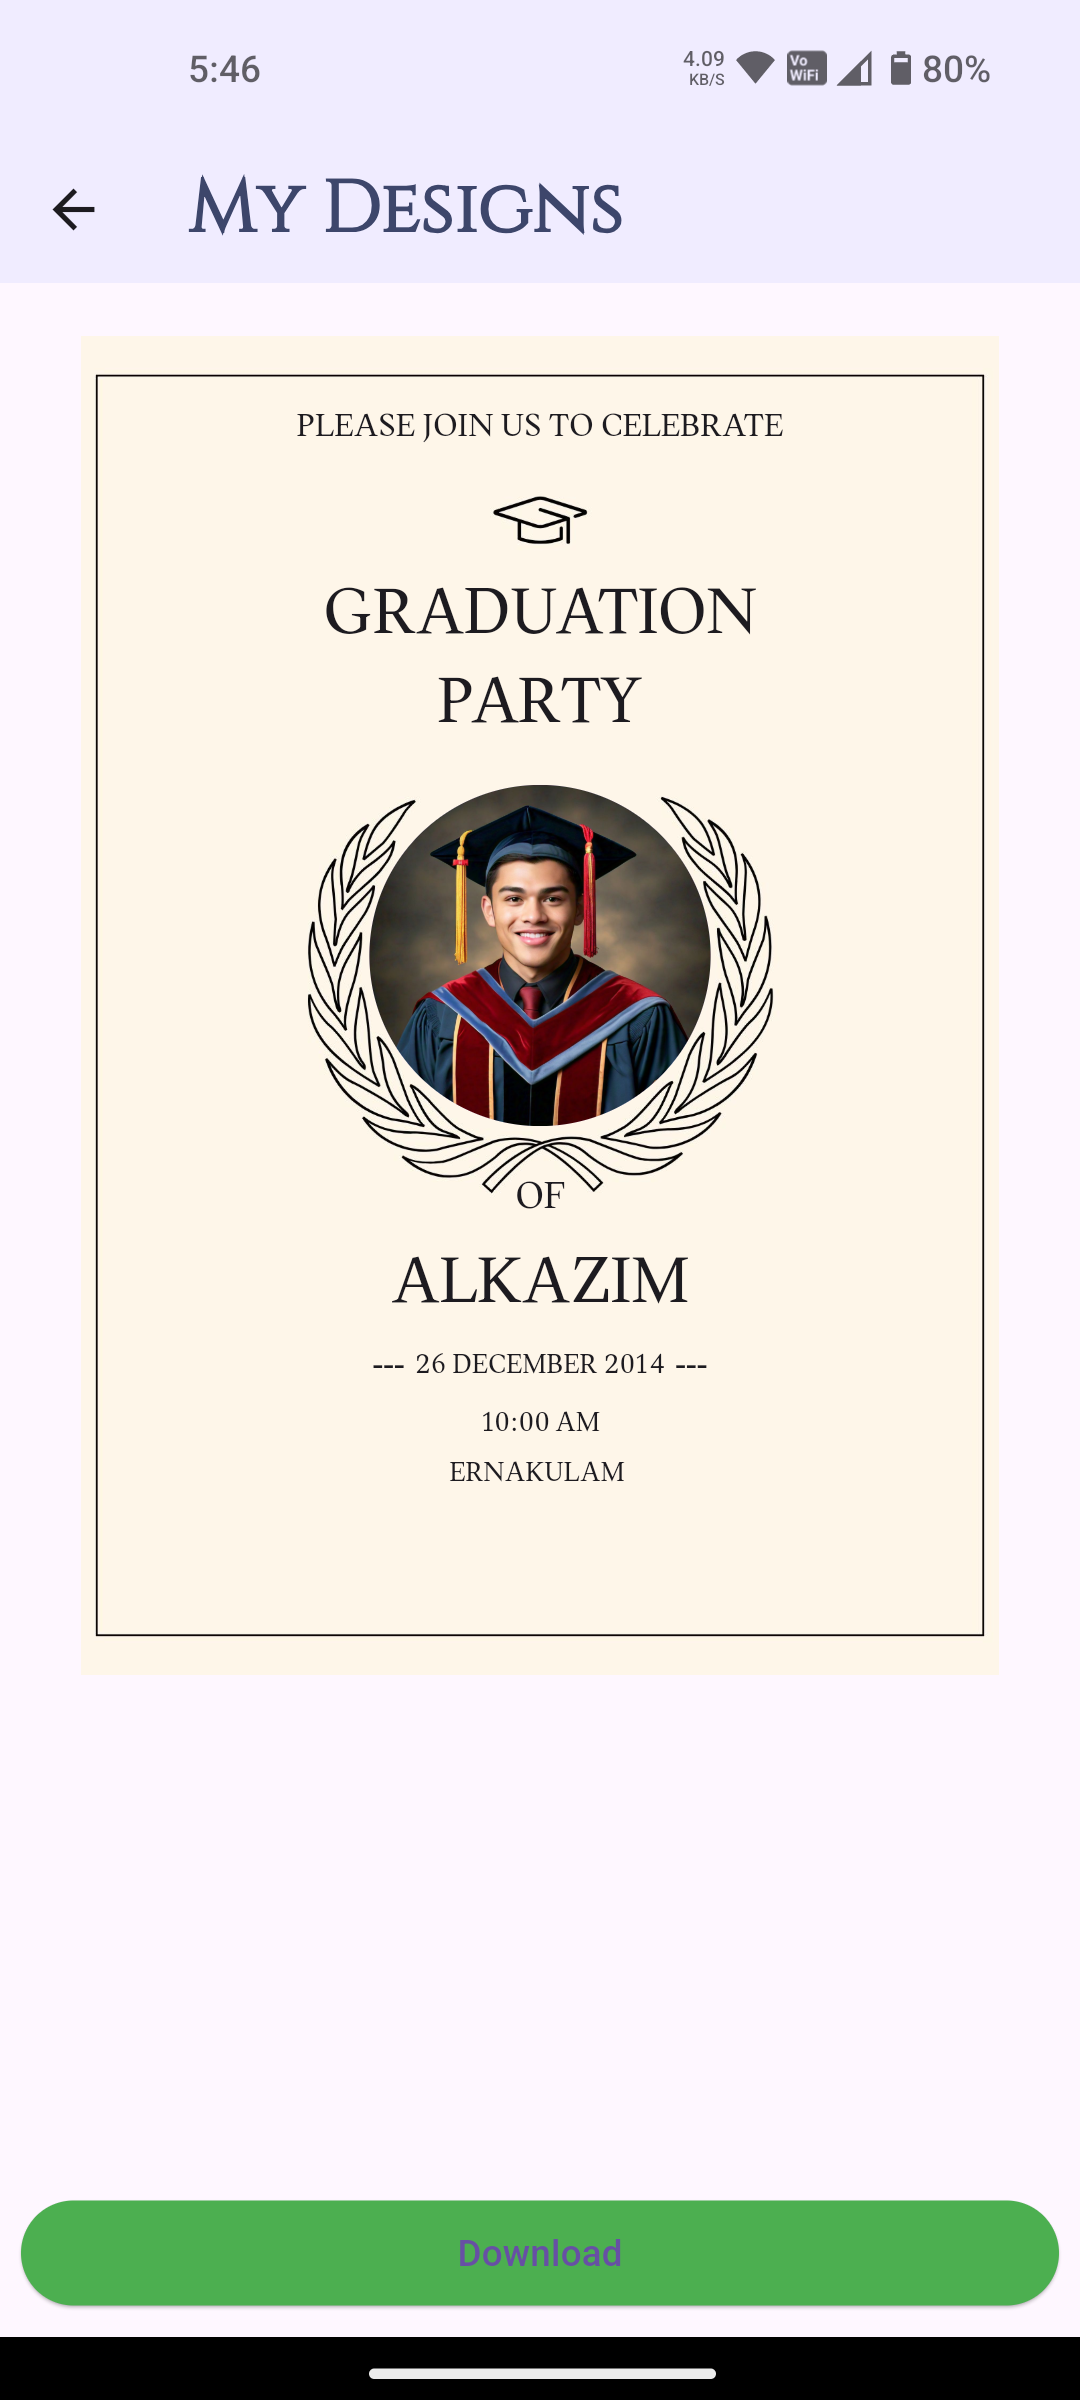 5:46
4.09
KB/S
Vo
WiFi
80%
My Designs
PLEASE JOIN US TO CELEBRATE
GRADUATION
PARTY
OF
ALKAZIM
--- 26 DECEMBER 2014 ---
10:00 AM
ERNAKULAM
Download